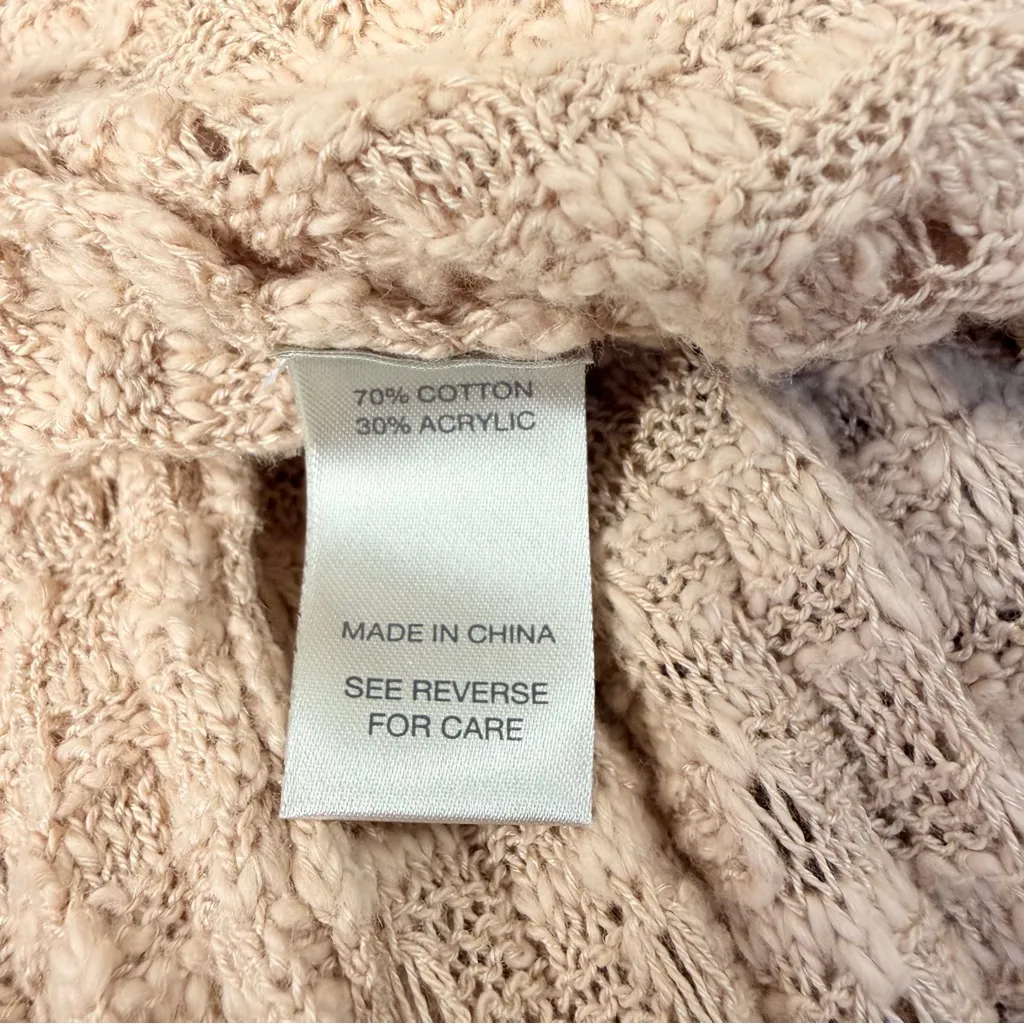 70% COTTON
30% ACRYLIC
MADE IN CHINA
SEE REVERSE
FOR CARE